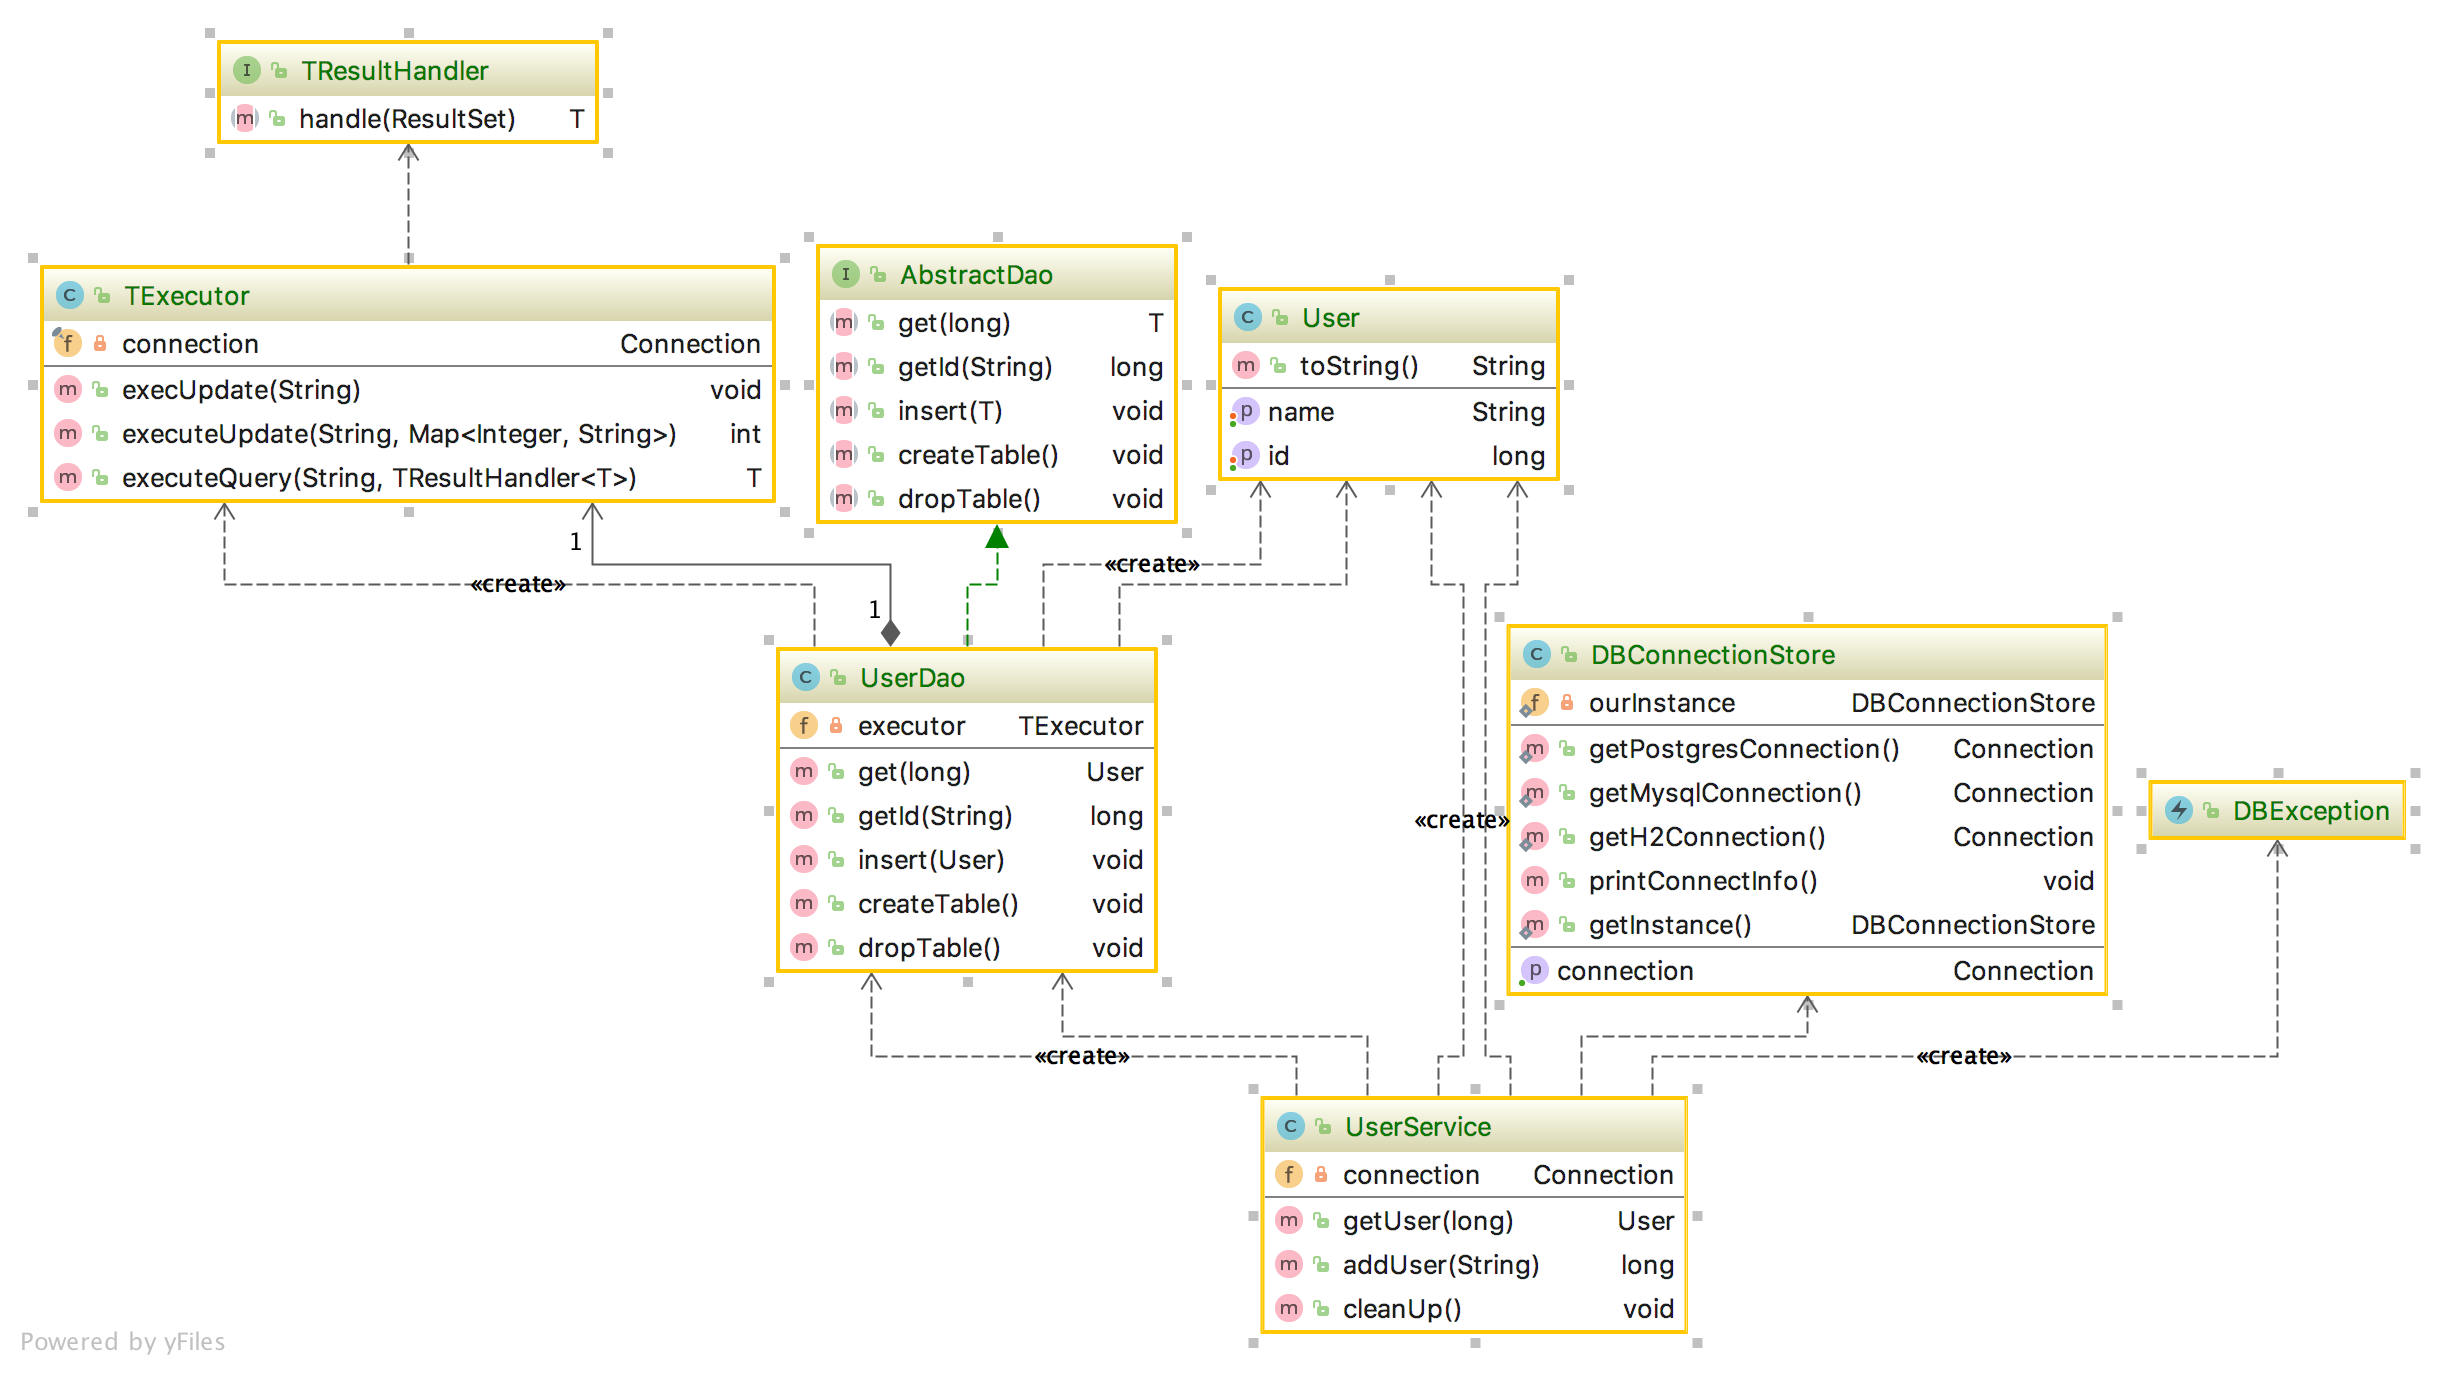 I TResultHandler
m handle(ResultSet) T
C TExecutor
f connection Connection
m execUpdate(String) void
m executeUpdate(String, Map<Integer, String>) int
m executeQuery(String, TResultHandler<T>) T
I AbstractDao
m get(long) T
m getId(String) long
m insert(T) void
m createTable() void
m dropTable() void
C User
m toString() String
p name String
p id long
1
«create»
1
«create»
C UserDao
f executor TExecutor
m get(long) User
m getId(String) long
m insert(User) void
m createTable() void
m dropTable() void
«create»
C DBConnectionStore
f ourInstance DBConnectionStore
m getPostgresConnection() Connection
m getMysqlConnection() Connection
m getH2Connection() Connection
m printConnectInfo() void
m getInstance() DBConnectionStore
p connection Connection
DBException
«create»
«create»
C UserService
f connection Connection
m getUser(long) User
m addUser(String) long
m cleanUp() void
Powered by yFiles